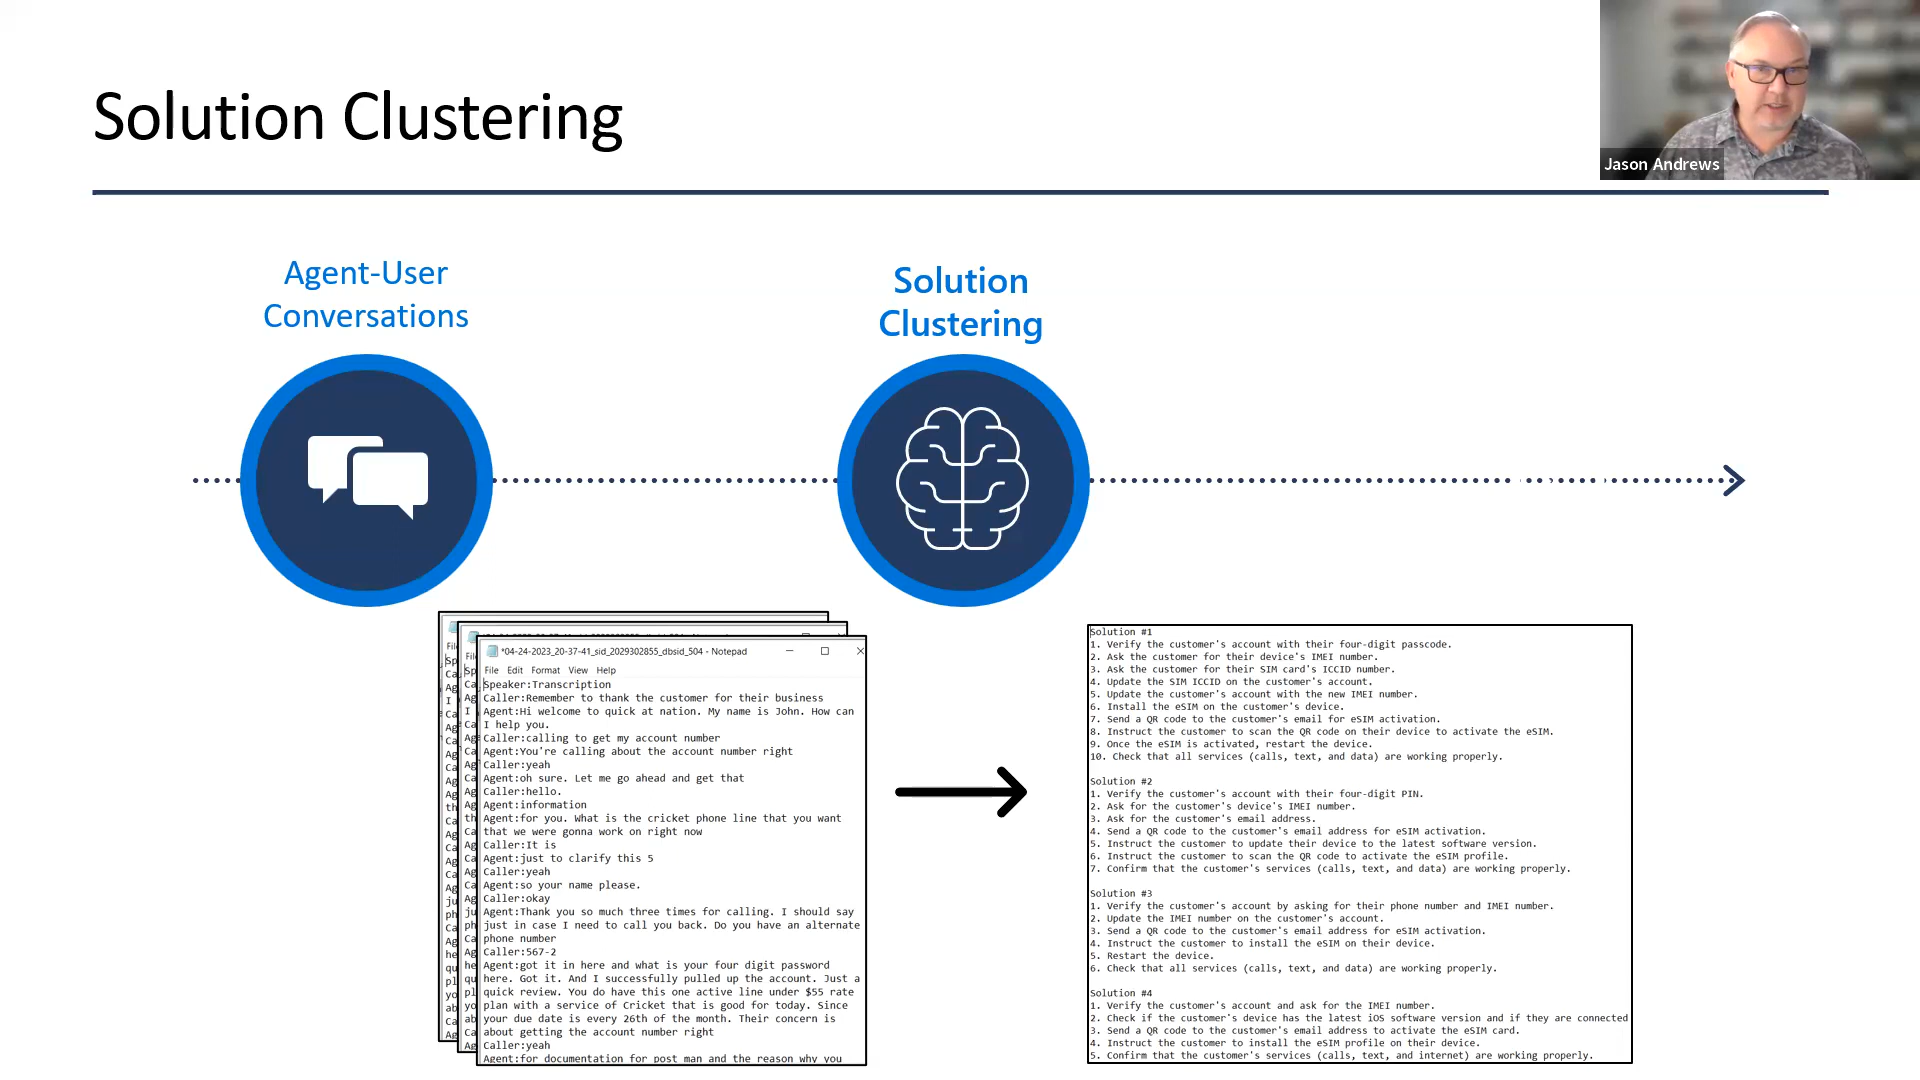 Solution Clustering
Jason Andrews
Agent-User
Conversations
Solution
Clustering
*04-24-2023_20-37-41_sid_2029302855_dbsid_504 - Notepad
File Edit Format View Help
Speaker:Transcription
Caller:Remember to thank the customer for their business
Agent:Hi welcome to quick at nation. My name is John. How can
I help you.
Caller:calling to get my account number
Agent:You're calling about the account number right
Caller:yeah
Agent:oh sure. Let me go ahead and get that
Caller:hello.
Agent:information
Agent:for you. What is the cricket phone line that you want
that we were gonna work on right now
Caller:It is
Agent:just to clarify this 5
Caller:yeah
Agent:so your name please.
Caller:okay
Agent:Thank you so much three times for calling. I should say
just in case I need to call you back. Do you have an alternate
phone number
Caller:567-2
Agent:got it in here and what is your four digit password
here. Got it. And I successfully pulled up the account. Just a
quick review. You do have this one active line under $55 rate
plan with a service of Cricket that is good for today. Since
your due date is every 26th of the month. Their concern is
about getting the account number right
Caller:yeah
Agent:for documentation for post man and the reason why you
Solution #1
1. Verify the customer's account with their four-digit passcode.
2. Ask the customer for their device's IMEI number.
3. Ask the customer for their SIM card's ICCID number.
4. Update the SIM ICCID on the customer's account.
5. Update the customer's account with the new IMEI number.
6. Install the eSIM on the customer's device.
7. Send a QR code to the customer's email for eSIM activation.
8. Instruct the customer to scan the QR code on their device to activate the eSIM.
9. Once the eSIM is activated, restart the device.
10. Check that all services (calls, text, and data) are working properly.
Solution #2
1. Verify the customer's account with their four-digit PIN.
2. Ask for the customer's device's IMEI number.
3. Ask for the customer's email address.
4. Send a QR code to the customer's email address for eSIM activation.
5. Instruct the customer to update their device to the latest software version.
6. Instruct the customer to scan the QR code to activate the eSIM profile.
7. Confirm that the customer's services (calls, text, and data) are working properly.
Solution #3
1. Verify the customer's account by asking for their phone number and IMEI number.
2. Update the IMEI number on the customer's account.
3. Send a QR code to the customer's email address for eSIM activation.
4. Instruct the customer to install the eSIM on their device.
5. Restart the device.
6. Check that all services (calls, text, and data) are working properly.
Solution #4
1. Verify the customer's account and ask for the IMEI number.
2. Check if the customer's device has the latest iOS software version and if they are connected
3. Send a QR code to the customer's email address to activate the eSIM card.
4. Instruct the customer to install the eSIM profile on their device.
5. Confirm that the customer's services (calls, text, and internet) are working properly.